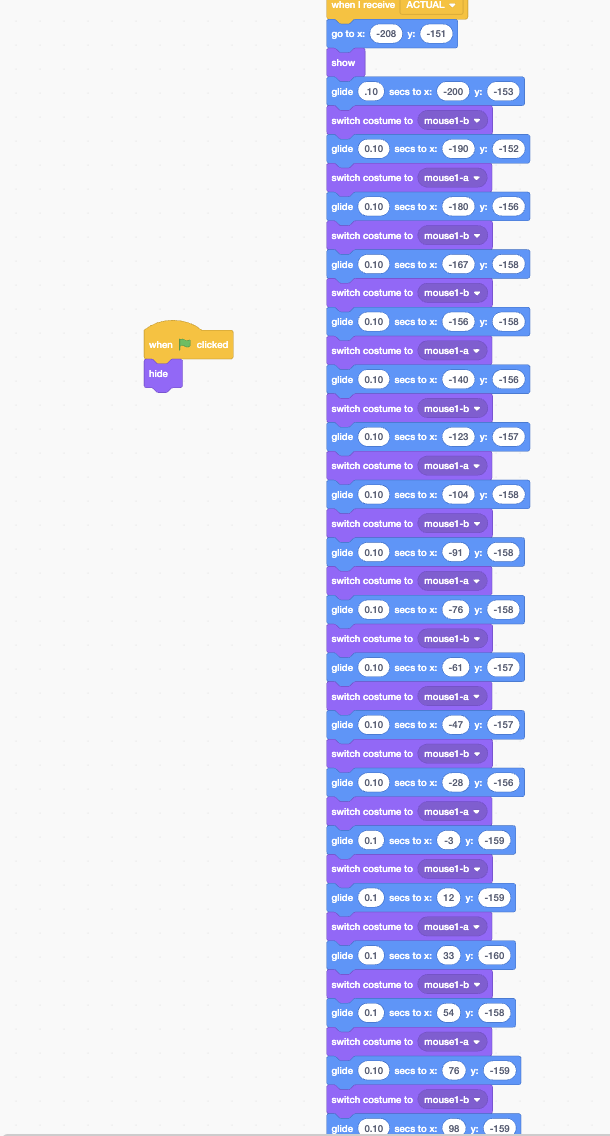 when I receive ACTUAL
go to x: -208 y: -151
show
glide .10 secs to x: -200 y: -153
switch costume to mouse1-b
glide 0.10 secs to x: -190 y: -152
switch costume to mouse1-a
glide 0.10 secs to x: -180 y: -156
switch costume to mouse1-b
glide 0.10 secs to x: -167 y: -158
switch costume to mouse1-b
glide 0.10 secs to x: -156 y: -158
when clicked
switch costume to mouse1-a
hide
glide 0.10 secs to x: -140 y: -156
switch costume to mouse1-b
glide 0.10 secs to x: -123 y: -157
switch costume to mouse1-a
glide 0.10 secs to x: -104 y: -158
switch costume to mouse1-b
glide 0.10 secs to x: -91 y: -158
switch costume to mouse1-a
glide 0.10 secs to x: -76 y: -158
switch costume to mouse1-b
glide 0.10 secs to x: -61 y: -157
switch costume to mouse1-a
glide 0.10 secs to x: -47 y: -157
switch costume to mouse1-b
glide 0.10 secs to x: -28 y: -156
switch costume to mouse1-a
glide 0.1 secs to x: -3 y: -159
switch costume to mouse1-b
glide 0.1 secs to x: 12 y: -159
switch costume to mouse1-a
glide 0.1 secs to x: 33 y: -160
switch costume to mouse1-b
glide 0.1 secs to x: 54 y: -158
switch costume to mouse1-a
glide 0.10 secs to x: 76 y: -159
switch costume to mouse1-b
glide 0.10 secs to x: 98 y: -159